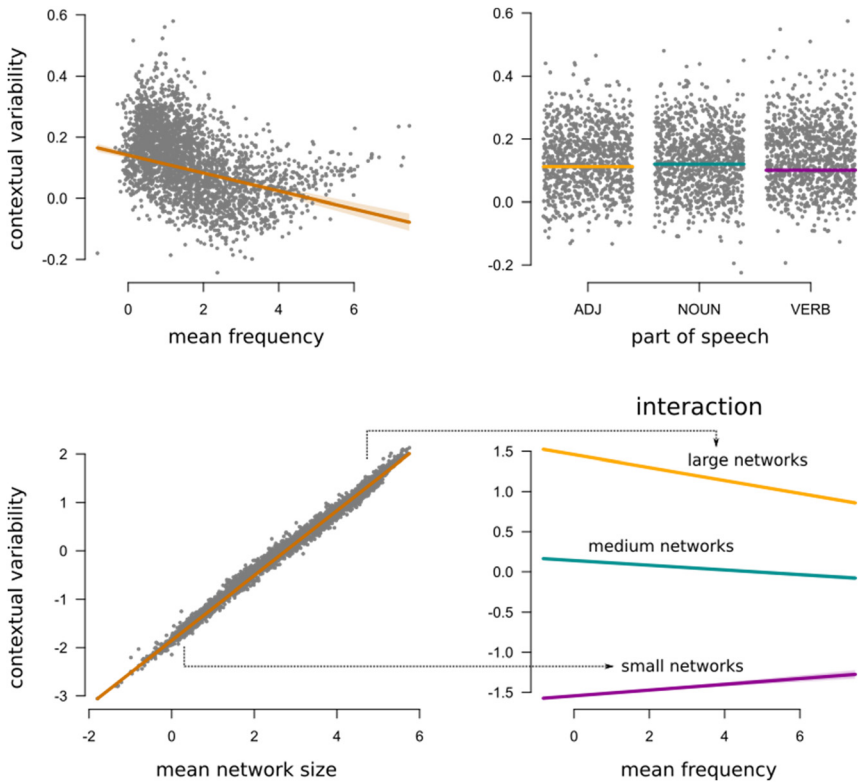 0.6
0.4
0.2
0.0
-0.2
contextual variability
0 2 4 6
mean frequency
0.6
0.4
0.2
0.0
-0.2
ADJ NOUN VERB
part of speech
interaction
2
1
0
-1
-2
-3
contextual variability
-2 0 2 4 6
mean network size
1.5
1.0
0.5
0.0
-0.5
-1.0
-1.5
large networks
medium networks
small networks
0 2 4 6
mean frequency